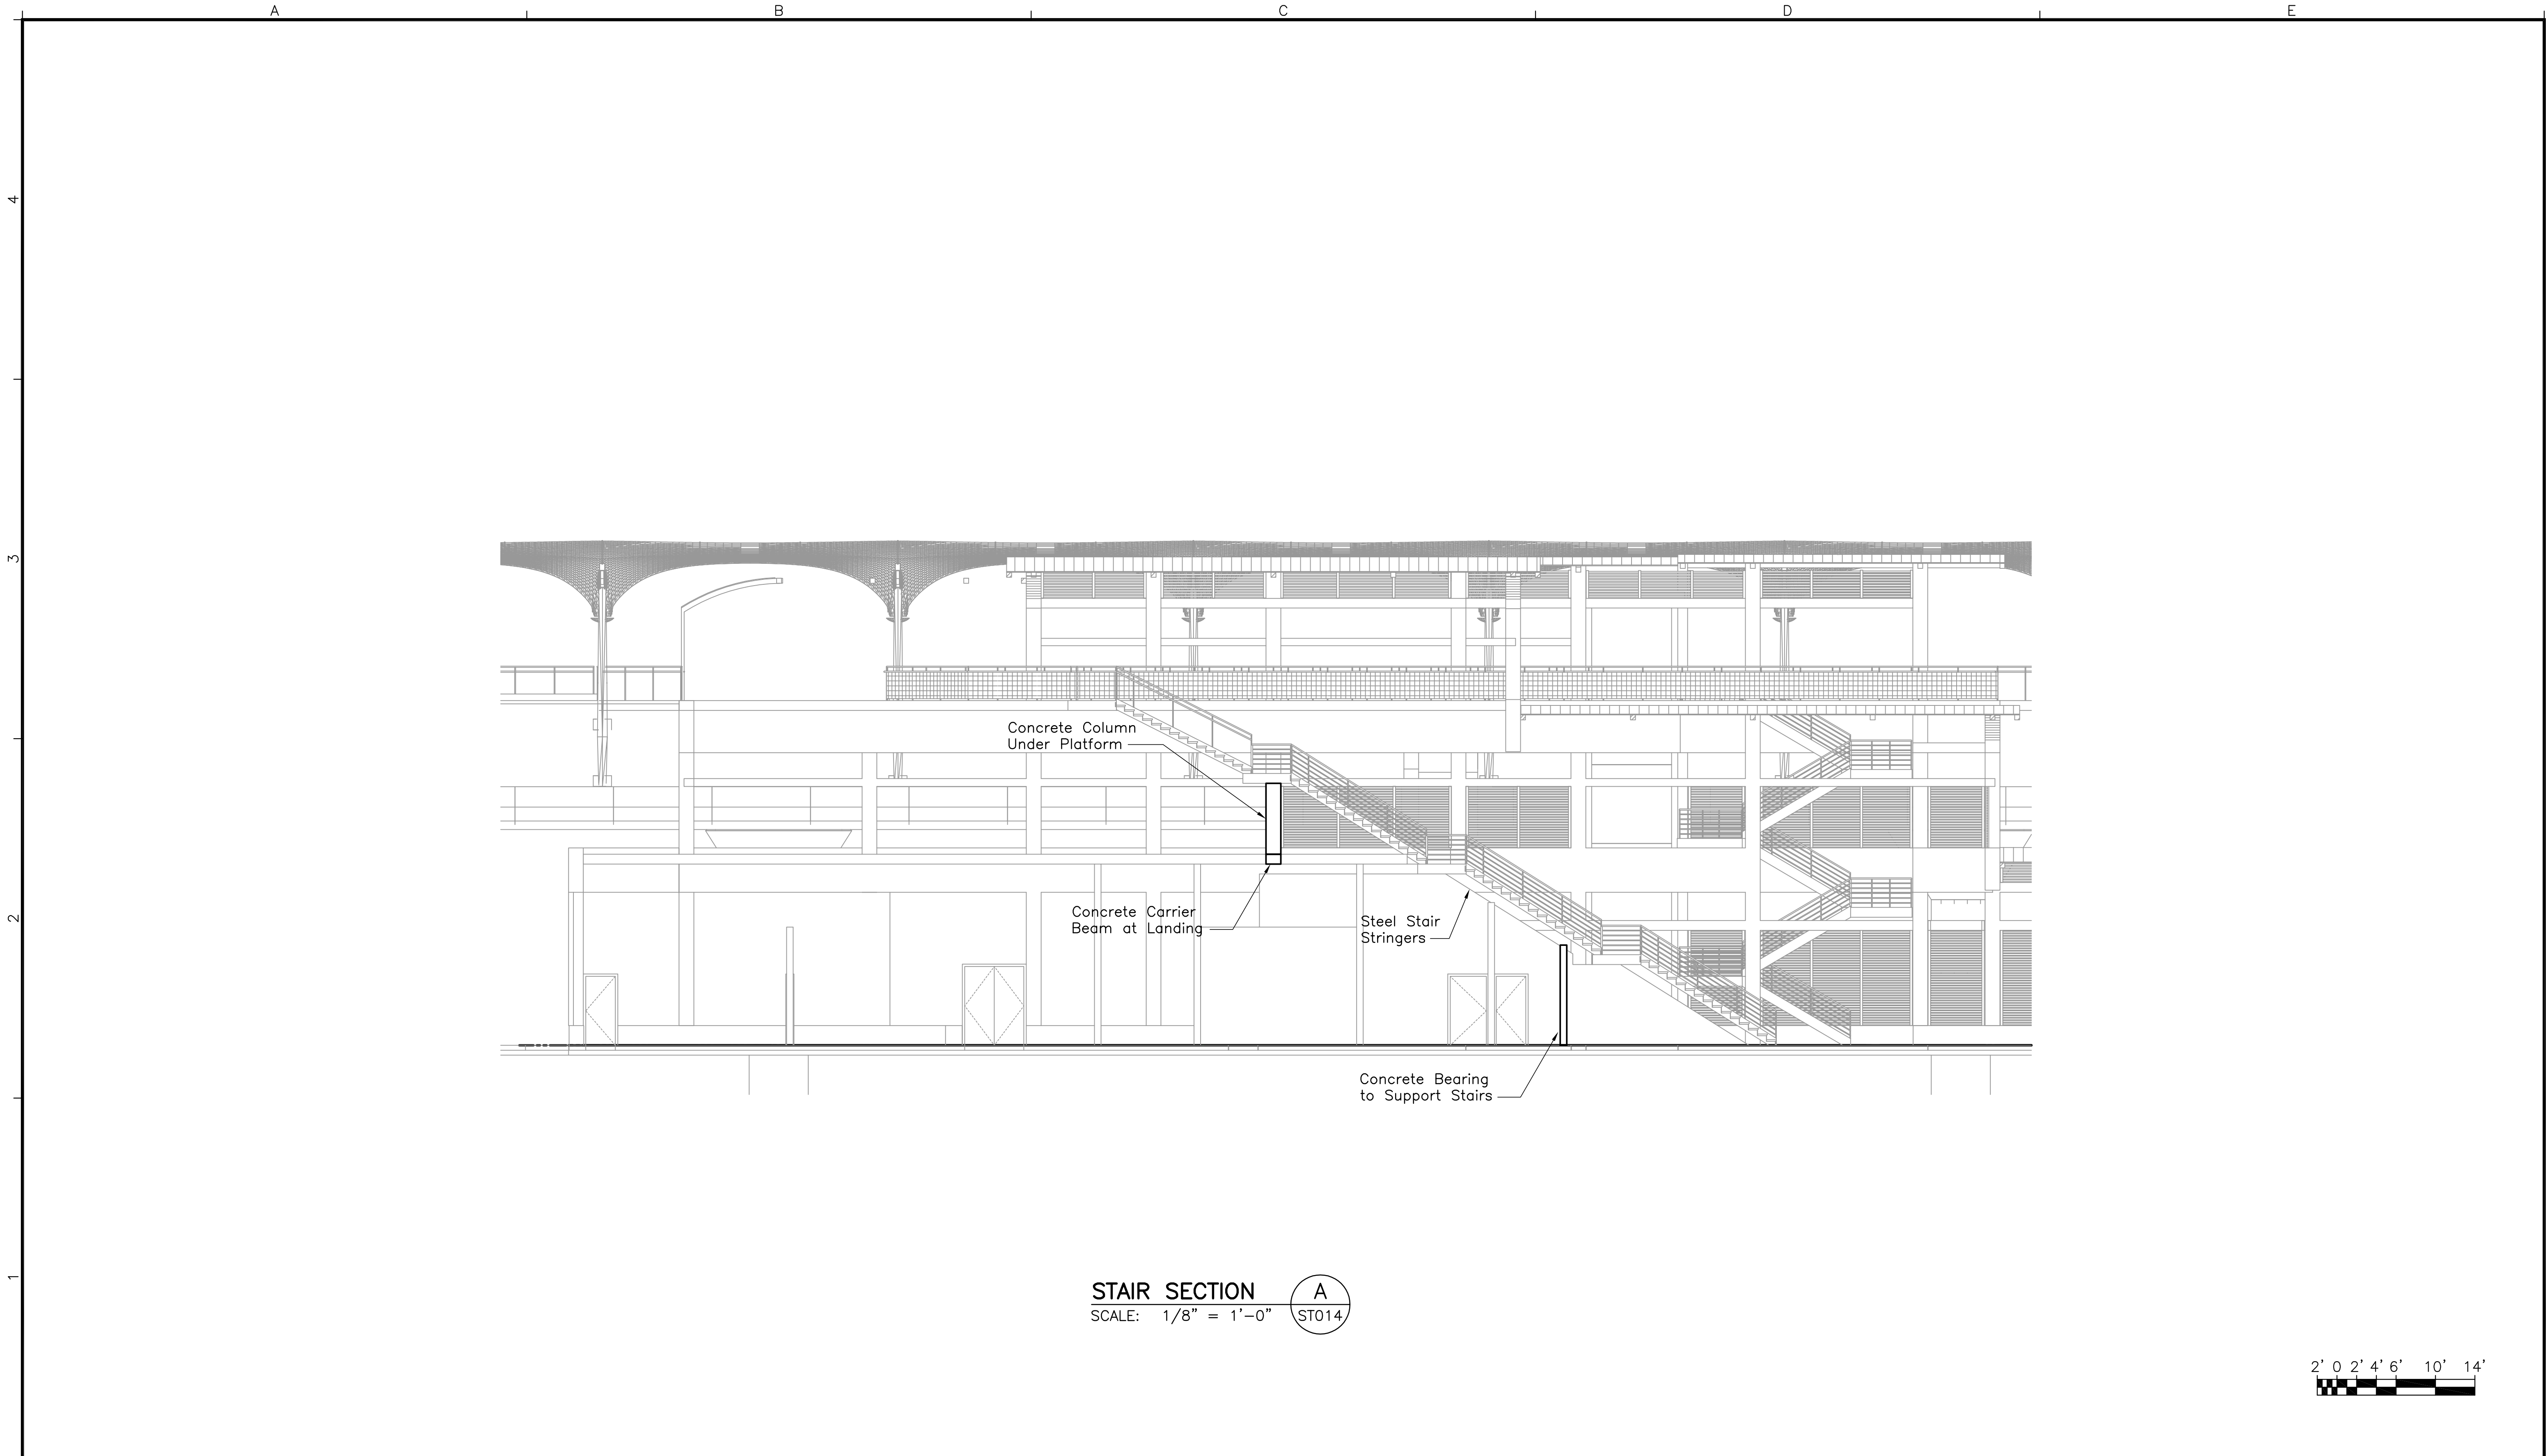 A B C D E
4
3
2
1
Concrete Column
Under Platform
Concrete Carrier
Beam at Landing
Steel Stair
Stringers
Concrete Bearing
to Support Stairs
STAIR SECTION
SCALE: 1/8" = 1'-0"
A
ST014
2' 0 2' 4' 6' 10' 14'